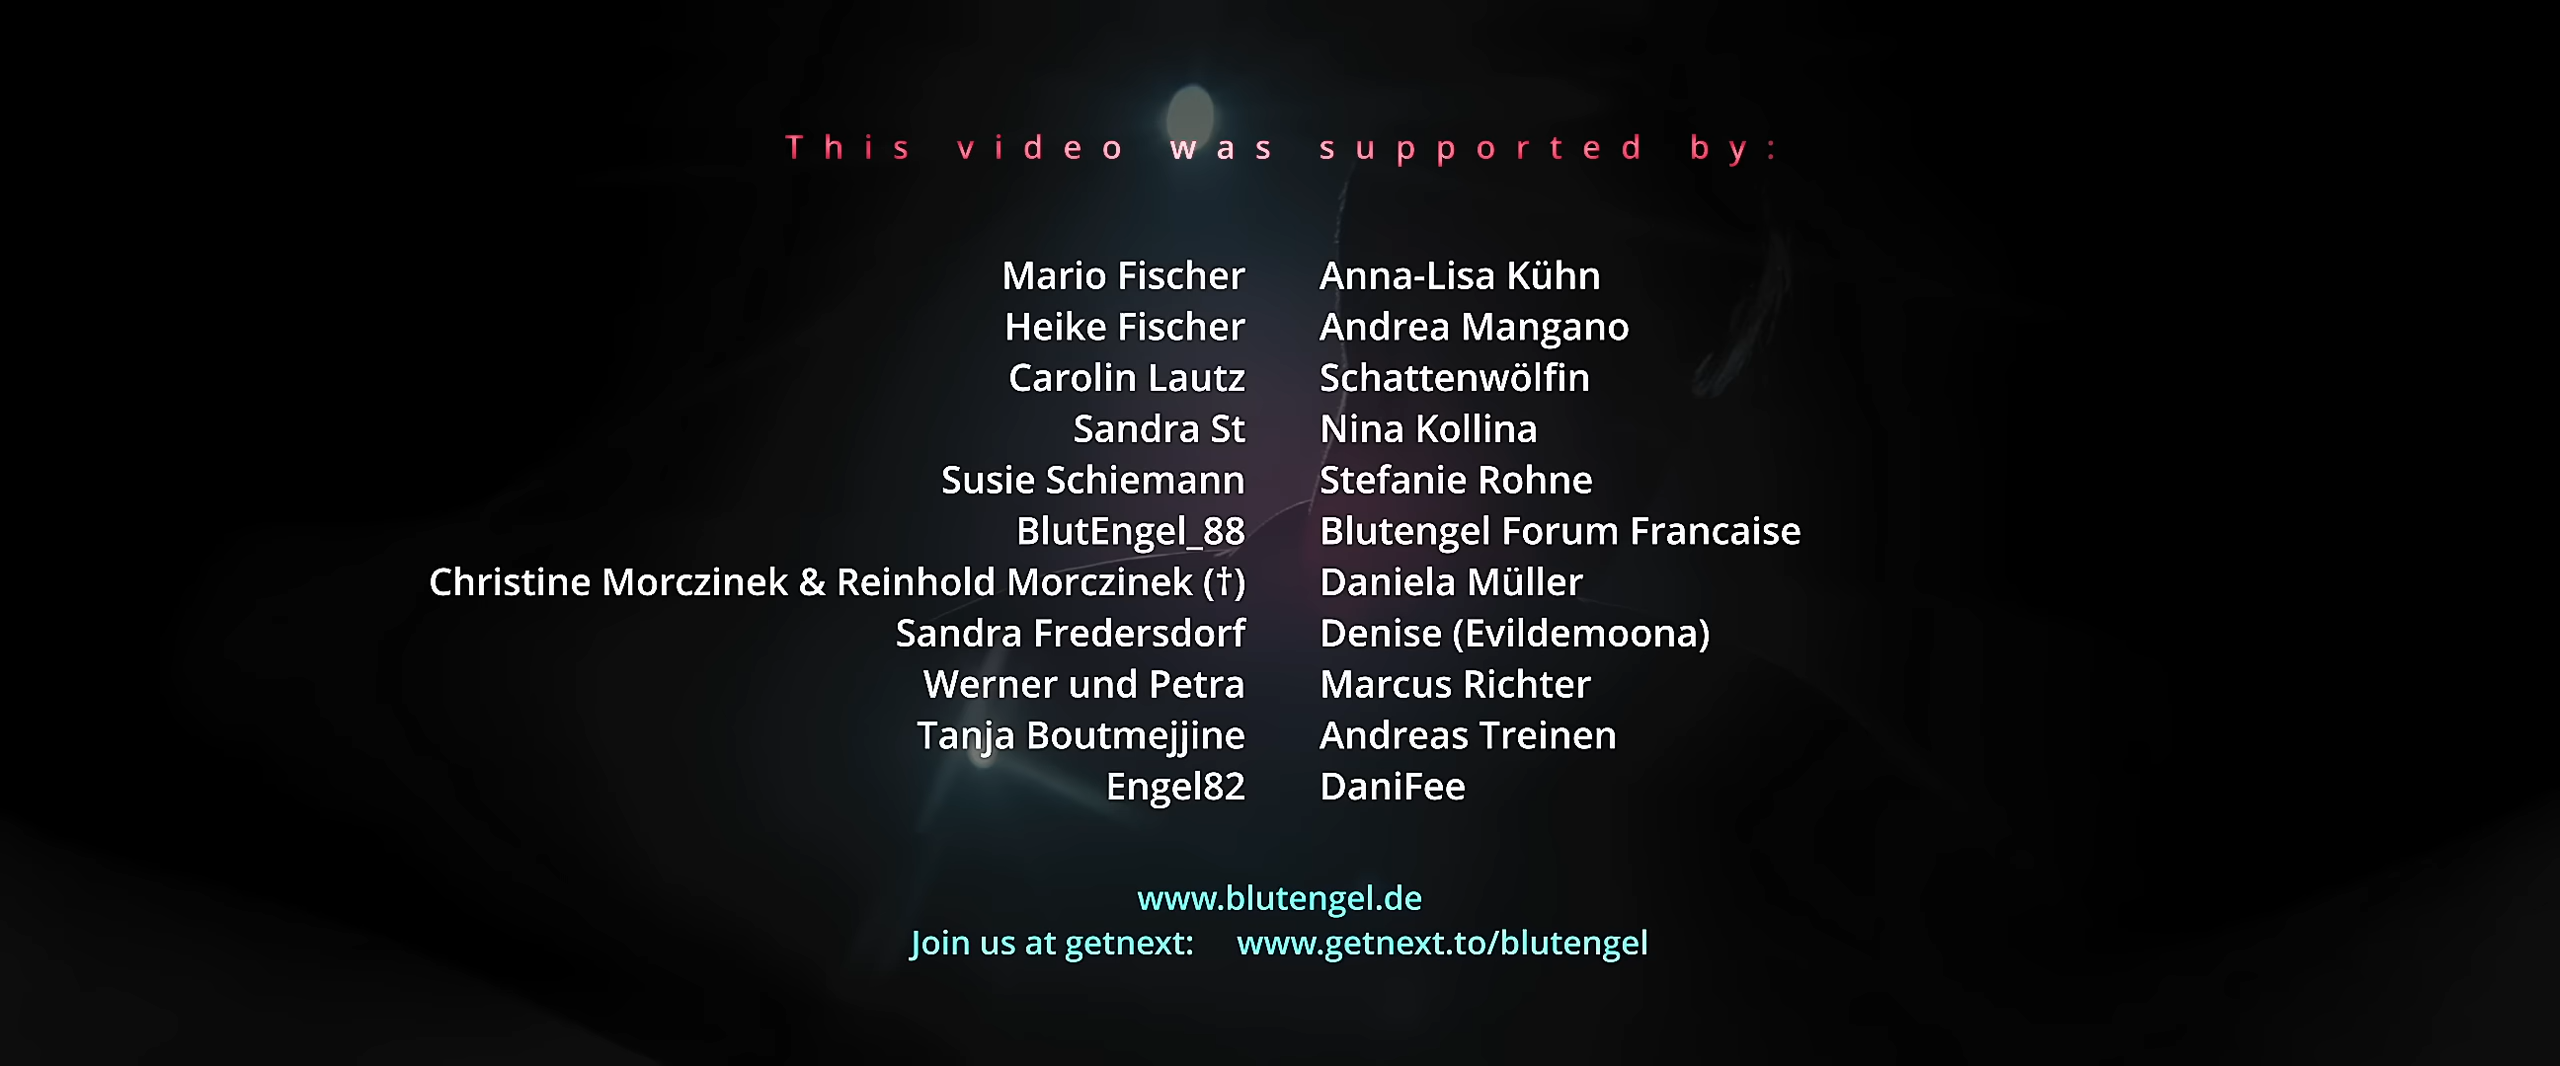 This video was supported by:
Mario Fischer Anna-Lisa Kühn
Heike Fischer Andrea Mangano
Carolin Lautz Schattenwölfin
Sandra St Nina Kollina
Susie Schiemann Stefanie Rohne
BlutEngel_88 Blutengel Forum Francaise
Christine Morczinek & Reinhold Morczinek (†) Daniela Müller
Sandra Fredersdorf Denise (Evildemoona)
Werner und Petra Marcus Richter
Tanja Boutmejjine Andreas Treinen
Engel82 DaniFee
www.blutengel.de
Join us at getnext: www.getnext.to/blutengel